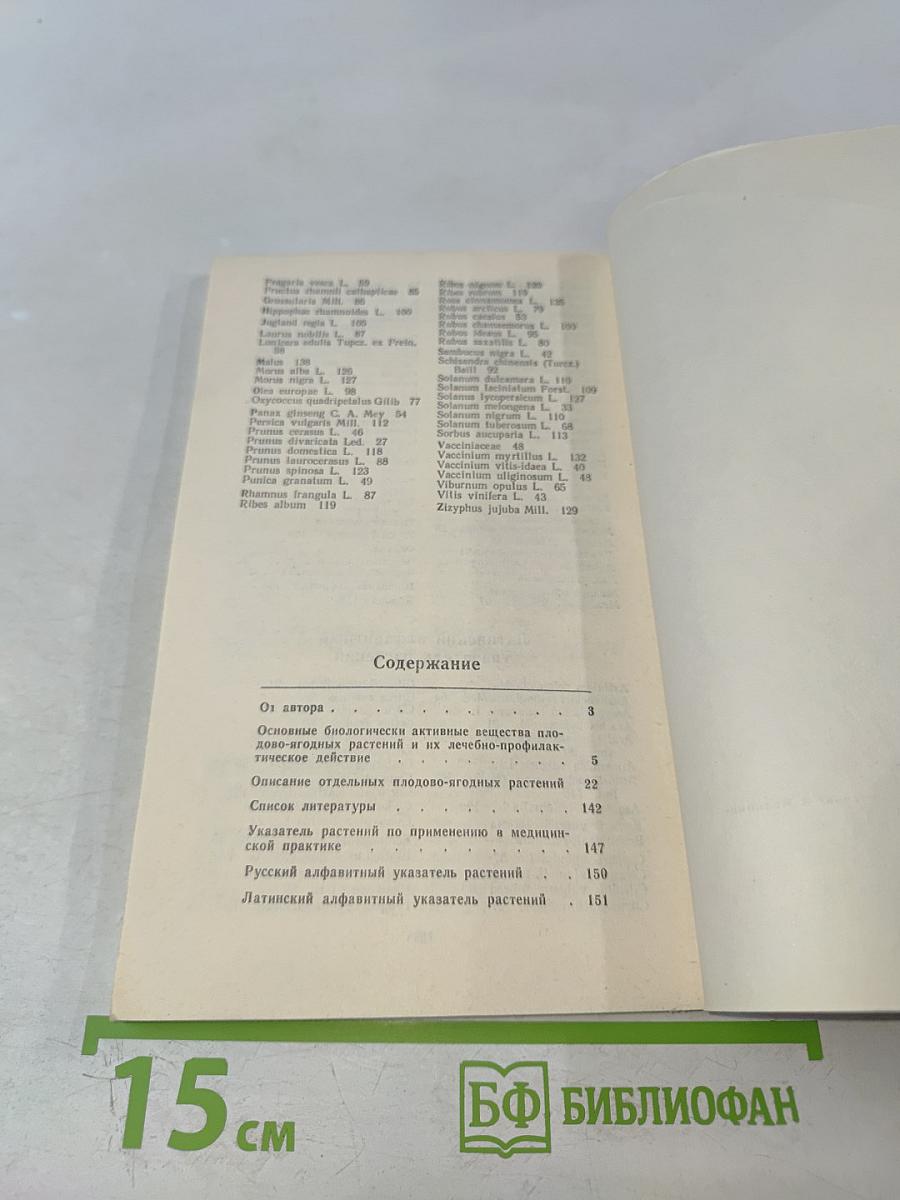 Fragaria vesca L. 59
Fructus rhamni catharticae 85
Grossularia Mill. 86
Hippophae rhamnoides L. 100
Jugland regia L. 105
Laurus nobilis L. 87
Lonicera edulis Tupcz. ex Frein.
58
Malus 138
Morus alba L. 126
Morus nigra L. 127
Olea europae L. 98
Oxycoccus quadripetalus Gilib 77
Panax ginseng C. A. Mey 54
Persica vulgaris Mill. 112
Prunus cerasus L. 46
Prunus divaricata Led. 27
Prunus domestica L. 118
Prunus laurocerasus L. 88
Prunus spinosa L. 123
Punica granatum L. 49
Rhamnus frangula L. 87
Ribes album 119
Ribes nigrum L.
Ribes rubrum 119
Rosa cinnamomea L. 135
Rubus arcticus L. 79
Rubus caesius 53
Rubus chamaemorus L.
Rubus idaeus L. 95
Rubus saxatilis L. 80
Sambucus nigra L. 42
Schisandra chinensis (Turcz.)
Baill 92
Solanum dulcamara L. 110
Solanum laciniatum Forst. 109
Solanus lycopersicum L. 127
Solanum melongena L. 33
Solanum nigrum L. 110
Solanum tuberosum L. 68
Sorbus aucuparia L. 113
Vacciniaceae 48
Vaccinium myrtillus L. 132
Vaccinium vitis-idaea L. 40
Vaccinium uliginosum L. 48
Viburnum opulus L. 65
Vitis vinifera L. 43
Zizyphus jujuba Mill. 129
Содержание
От автора . . . . . . . . . . . 3
Основные биологически активные вещества пло-
дово-ягодных растений и их лечебно-профилак-
тическое действие . . . . . . . . 5
Описание отдельных плодово-ягодных растений 22
Список литературы . . . . . . . . 142
Указатель растений по применению в медицин-
ской практике . . . . . . . . . 147
Русский алфавитный указатель растений . . 150
Латинский алфавитный указатель растений . 151
15 см
БФ БИБЛИОФАН